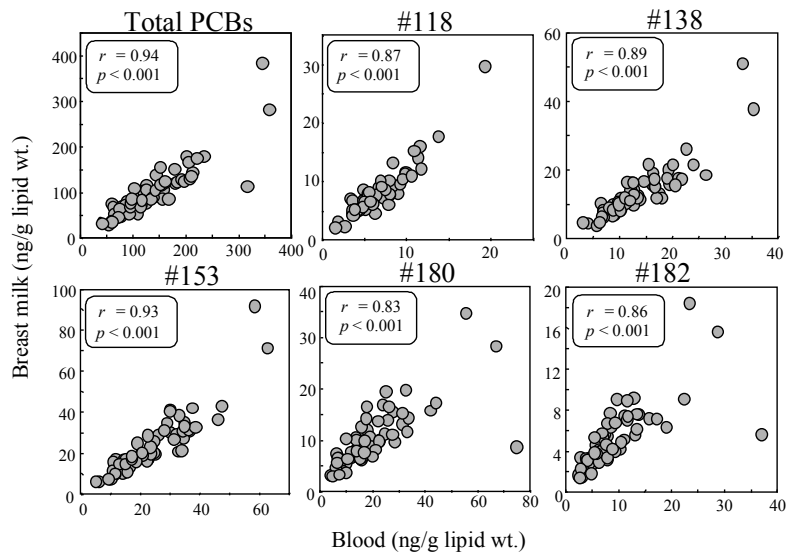 Total PCBs
#118
#138
r = 0.94
p < 0.001
r = 0.87
p < 0.001
r = 0.89
p < 0.001
400
300
200
100
0
0 100 200 300 400
30
20
10
0
0 10 20
60
40
20
0
0 10 20 30 40
Breast milk (ng/g lipid wt.)
#153
#180
#182
r = 0.93
p < 0.001
r = 0.83
p < 0.001
r = 0.86
p < 0.001
100
80
60
40
20
0
0 20 40 60
40
30
20
10
0
0 20 40 60 80
20
16
12
8
4
0
0 10 20 30 40
Blood (ng/g lipid wt.)